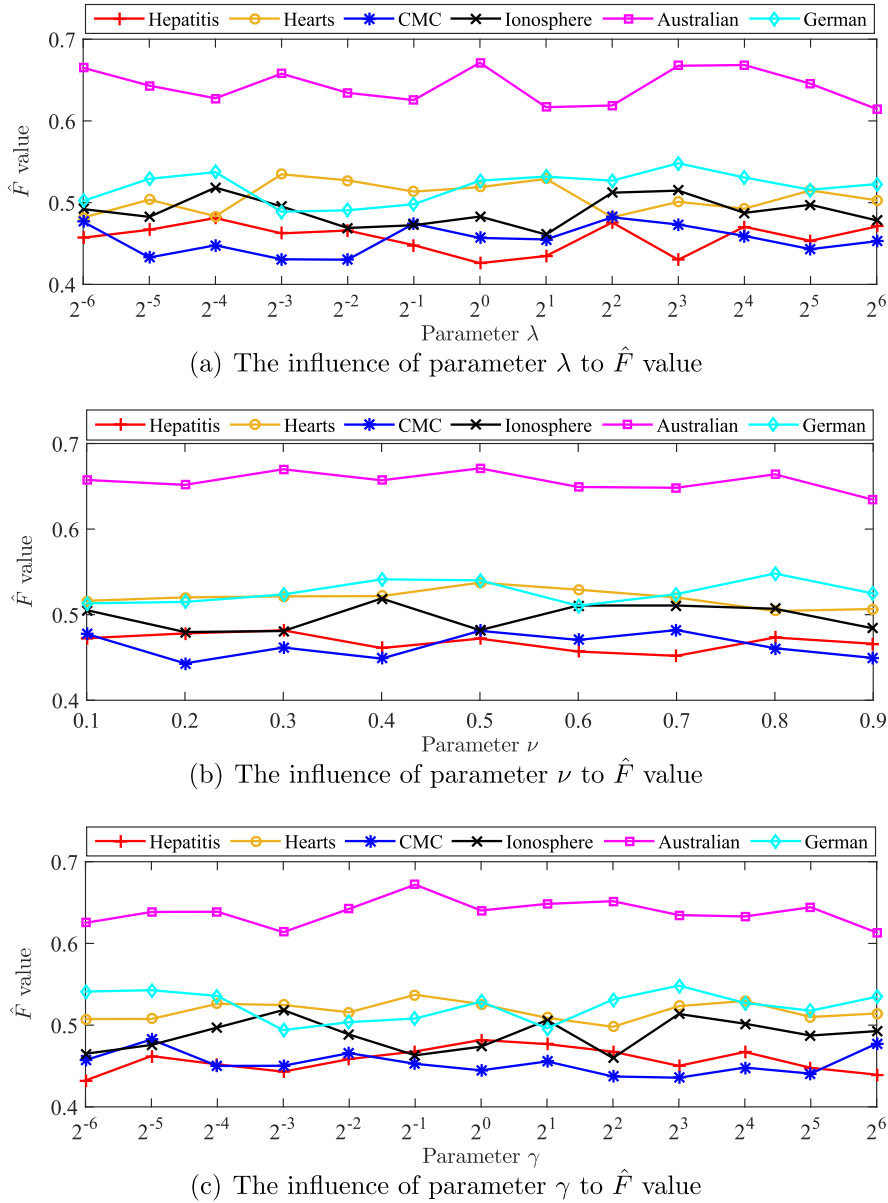 Hepatitis Hearts CMC Ionosphere Australian German
0.7
0.6
0.5
0.4
F̂ value
2^-6 2^-5 2^-4 2^-3 2^-2 2^-1 2^0 2^1 2^2 2^3 2^4 2^5 2^6
Parameter λ
(a) The influence of parameter λ to F̂ value
Hepatitis Hearts CMC Ionosphere Australian German
0.7
0.6
0.5
0.4
F̂ value
0.1 0.2 0.3 0.4 0.5 0.6 0.7 0.8 0.9
Parameter ν
(b) The influence of parameter ν to F̂ value
Hepatitis Hearts CMC Ionosphere Australian German
0.7
0.6
0.5
0.4
F̂ value
2^-6 2^-5 2^-4 2^-3 2^-2 2^-1 2^0 2^1 2^2 2^3 2^4 2^5 2^6
Parameter γ
(c) The influence of parameter γ to F̂ value